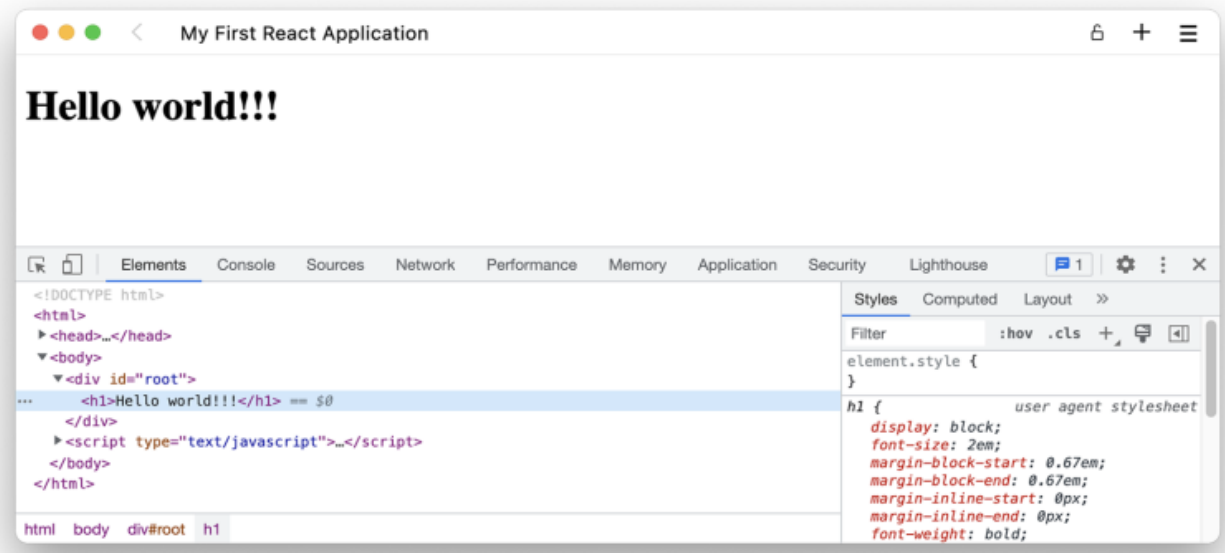 My First React Application
Hello world!!!
Elements Console Sources Network Performance Memory Application Security Lighthouse 1
<!DOCTYPE html>
<html>
<head>…</head>
<body>
<div id="root">
<h1>Hello world!!!</h1> == $0
</div>
<script type="text/javascript">…</script>
</body>
</html>
html body div#root h1
Styles Computed Layout »
Filter :hov .cls +
element.style {
}
h1 { user agent stylesheet
display: block;
font-size: 2em;
margin-block-start: 0.67em;
margin-block-end: 0.67em;
margin-inline-start: 0px;
margin-inline-end: 0px;
font-weight: bold;